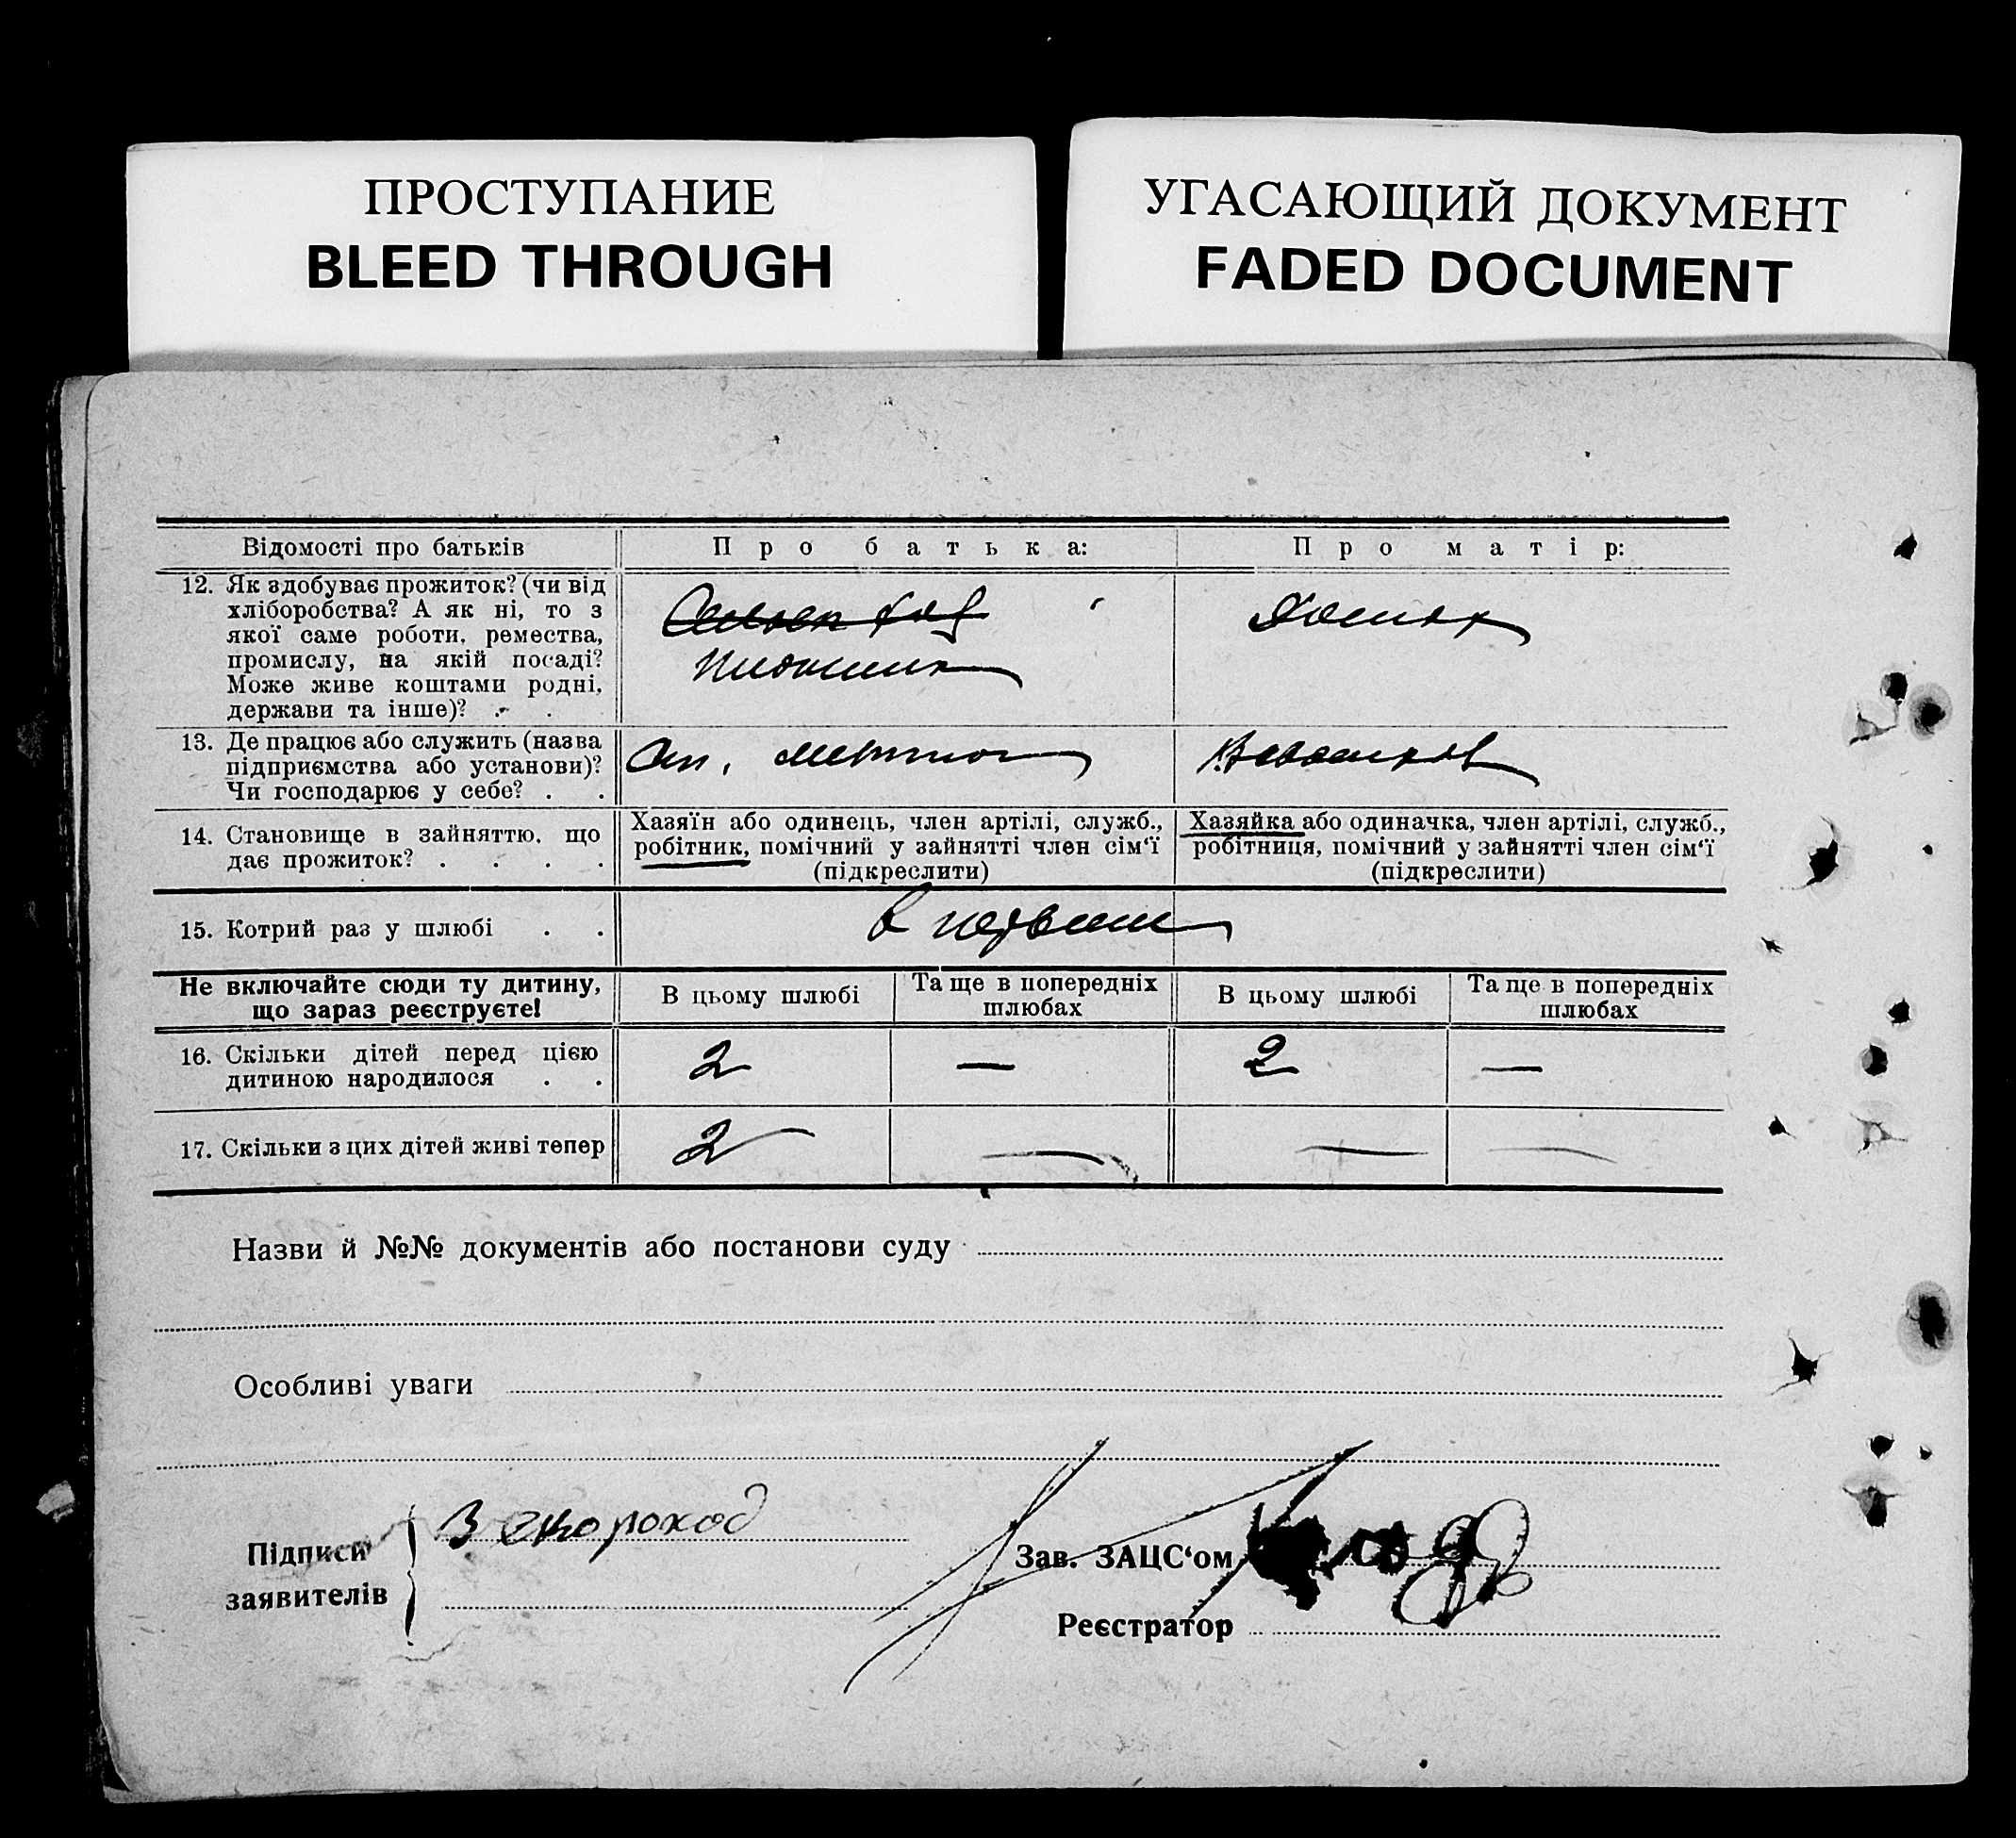 ПРОСТУПАНИЕ
BLEED THROUGH
УГАСАЮЩИЙ ДОКУМЕНТ
FADED DOCUMENT
Відомості про батьків
Про батька:
Про матір:
12. Як здобуває прожиток? (чи від
хліборобства? А як ні, то з
якої саме роботи, ремества,
промислу, на якій посаді?
Може живе коштами родні,
держави та інше)? . .
13. Де працює або служить (назва
підприємства або установи)?
Чи господарює у себе? . .
14. Становище в зайняттю, що
дає прожиток? . . . .
Хазяїн або одинець, член артілі, служб.,
робітник, помічний у зайнятті член сім'ї
(підкреслити)
Хазяйка або одиначка, член артілі, служб.,
робітниця, помічний у зайнятті член сім'ї
(підкреслити)
15. Котрий раз у шлюбі . .
в первый
Не включайте сюди ту дитину,
що зараз реєструєте!
В цьому шлюбі
Та ще в попередніх
шлюбах
В цьому шлюбі
Та ще в попередніх
шлюбах
16. Скільки дітей перед цією
дитиною народилося . .
2
—
2
—
17. Скільки з цих дітей живі тепер
2
—
—
—
Назви й №№ документів або постанови суду
Особливі уваги
Підписи
заявителів
Скороход
Зав. ЗАЦС'ом
Реєстратор